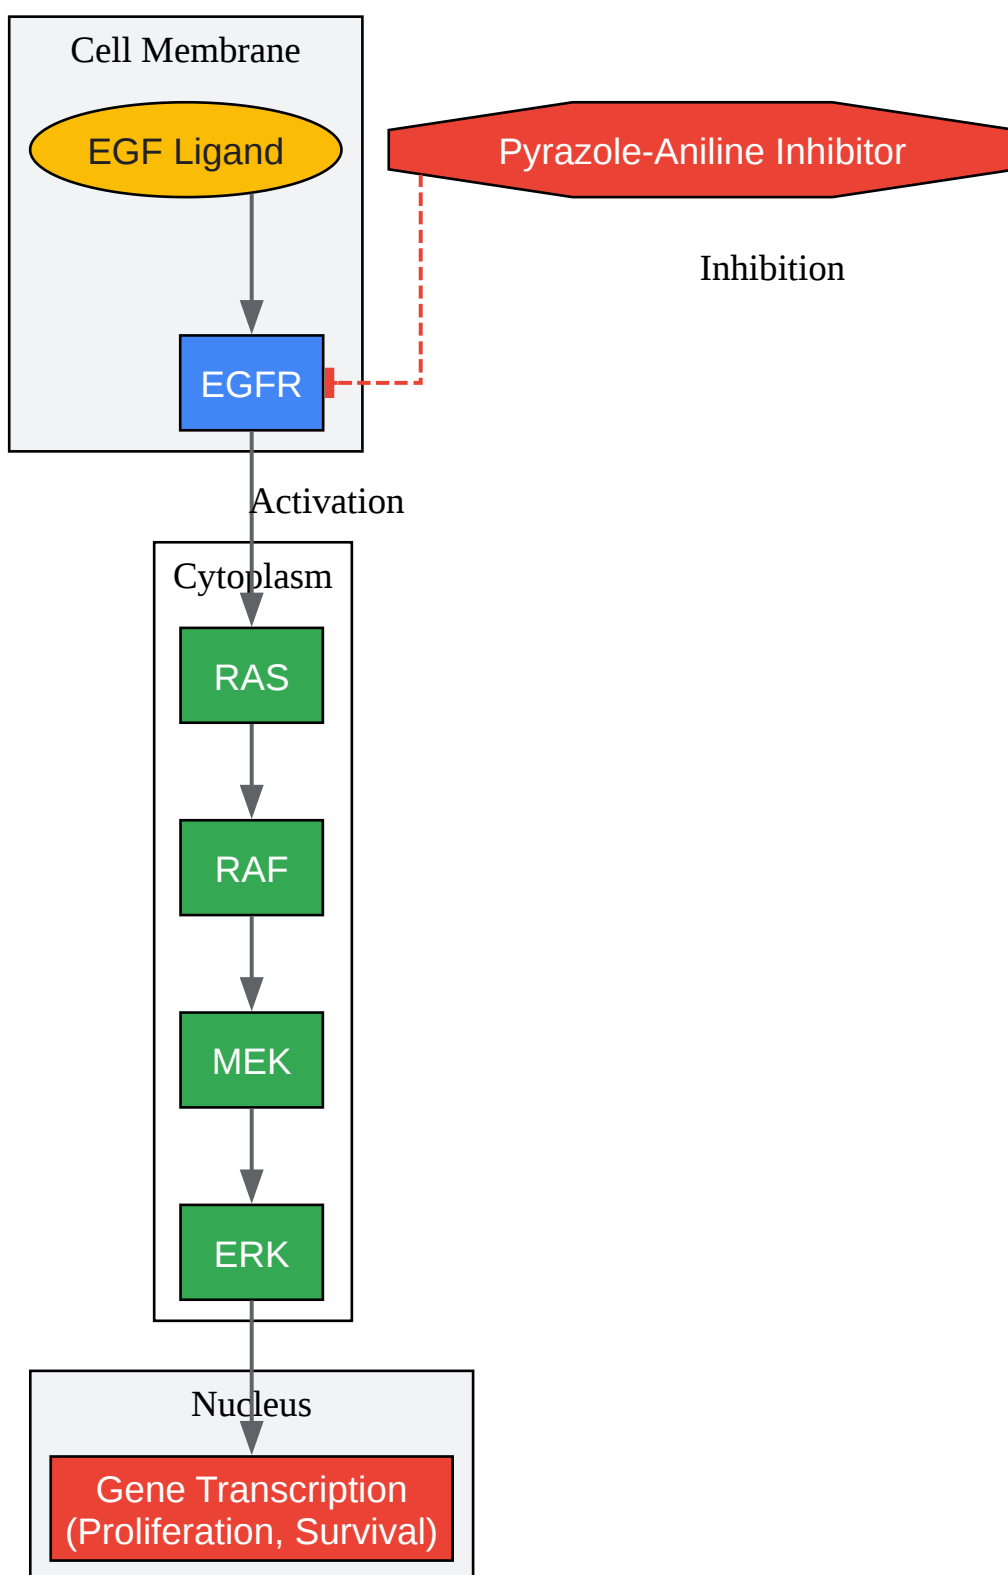 Cell Membrane
EGF Ligand
Pyrazole-Aniline Inhibitor
Inhibition
EGFR
Activation
Cytoplasm
RAS
RAF
MEK
ERK
Nucleus
Gene Transcription
(Proliferation, Survival)